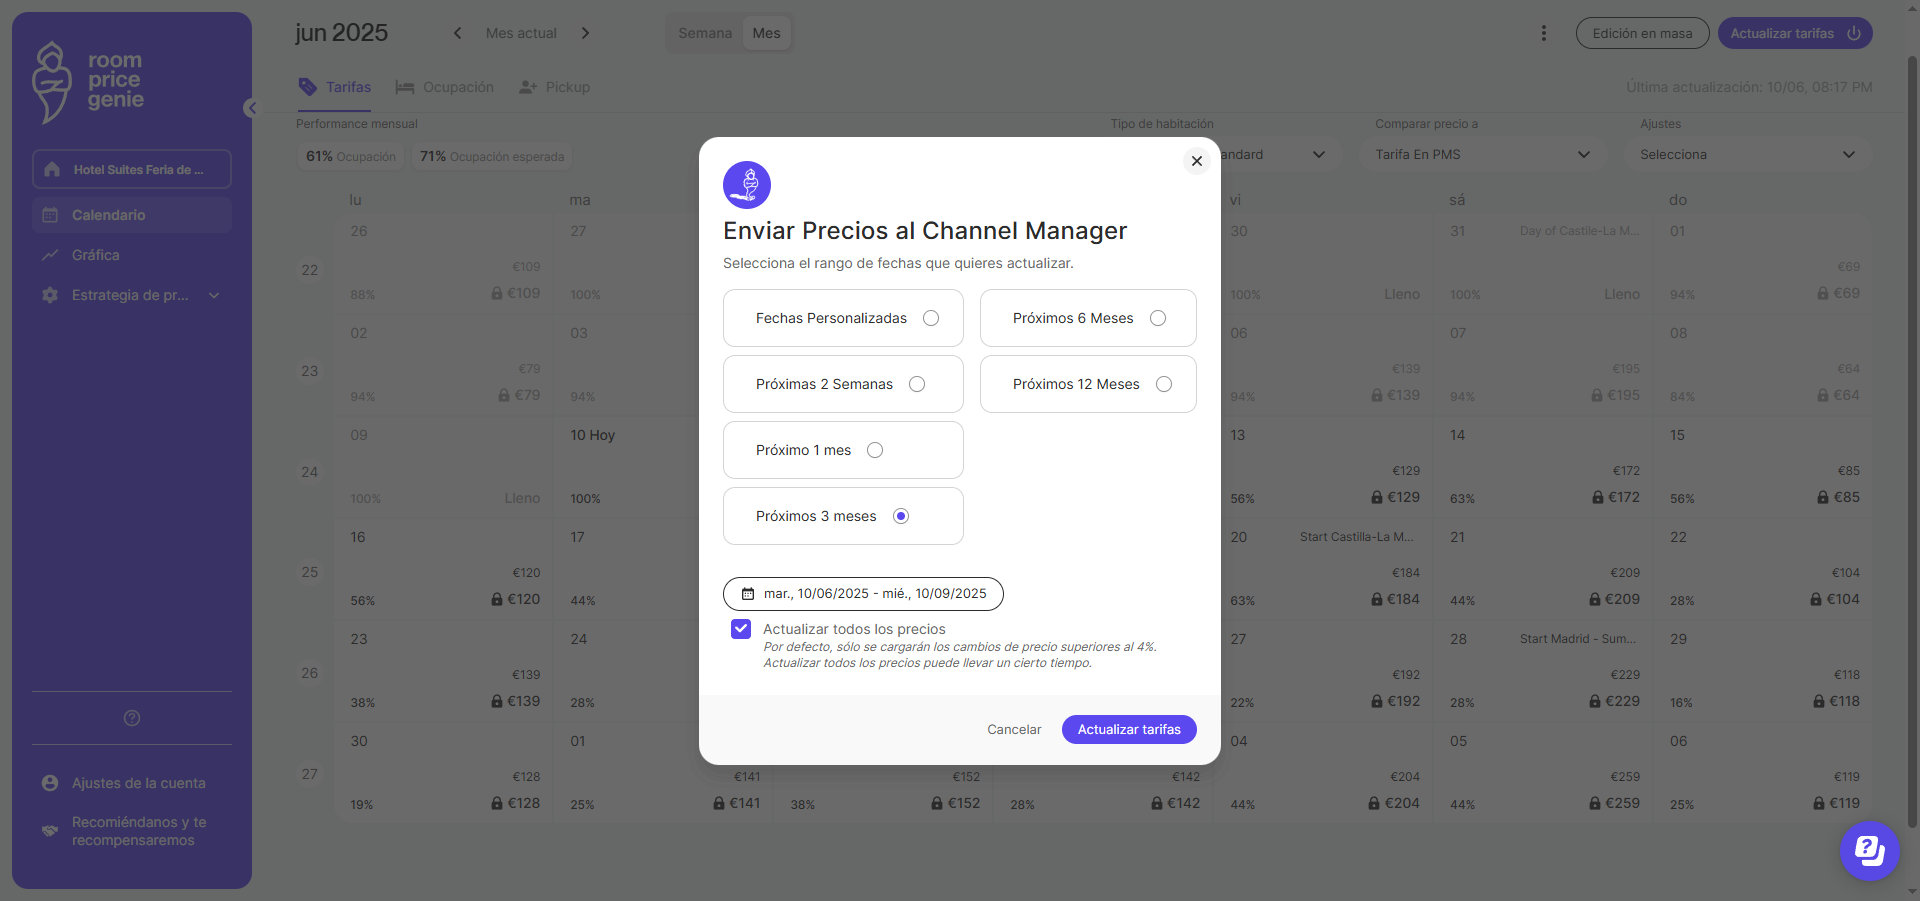 room
price
genie
Hotel Suites Feria de ...
Calendario
Gráfica
Estrategia de pr...
Ajustes de la cuenta
Recomiéndanos y te
recompensaremos
jun 2025
Mes actual
Semana
Mes
Edición en masa
Actualizar tarifas
Tarifas
Ocupación
Pickup
Última actualización: 10/06, 08:17 PM
Performance mensual
61% Ocupación
71% Ocupación esperada
Tipo de habitación
andard
Comparar precio a
Tarifa En PMS
Ajustes
Selecciona
lu
ma
vi
sá
do
22
26
€109
88%
€109
27
100%
30
100%
Lleno
31
Day of Castile-La M...
100%
Lleno
01
€69
94%
€69
23
02
€79
94%
€79
03
94%
06
€139
94%
€139
07
€195
94%
€195
08
€64
84%
€64
24
09
100%
Lleno
10 Hoy
100%
13
€129
56%
€129
14
€172
63%
€172
15
€85
56%
€85
25
16
€120
56%
€120
17
44%
20
Start Castilla-La M...
€184
63%
€184
21
€209
44%
€209
22
€104
28%
€104
26
23
€139
38%
€139
24
28%
27
€192
22%
€192
28
Start Madrid - Sum...
€229
28%
€229
29
€118
16%
€118
27
30
€128
19%
€128
01
€141
25%
€141
€152
38%
€152
€142
28%
€142
04
€204
44%
€204
05
€259
44%
€259
06
€119
25%
€119
Enviar Precios al Channel Manager
Selecciona el rango de fechas que quieres actualizar.
Fechas Personalizadas
Próximos 6 Meses
Próximas 2 Semanas
Próximos 12 Meses
Próximo 1 mes
Próximos 3 meses
mar., 10/06/2025 - mié., 10/09/2025
Actualizar todos los precios
Por defecto, sólo se cargarán los cambios de precio superiores al 4%.
Actualizar todos los precios puede llevar un cierto tiempo.
Cancelar
Actualizar tarifas